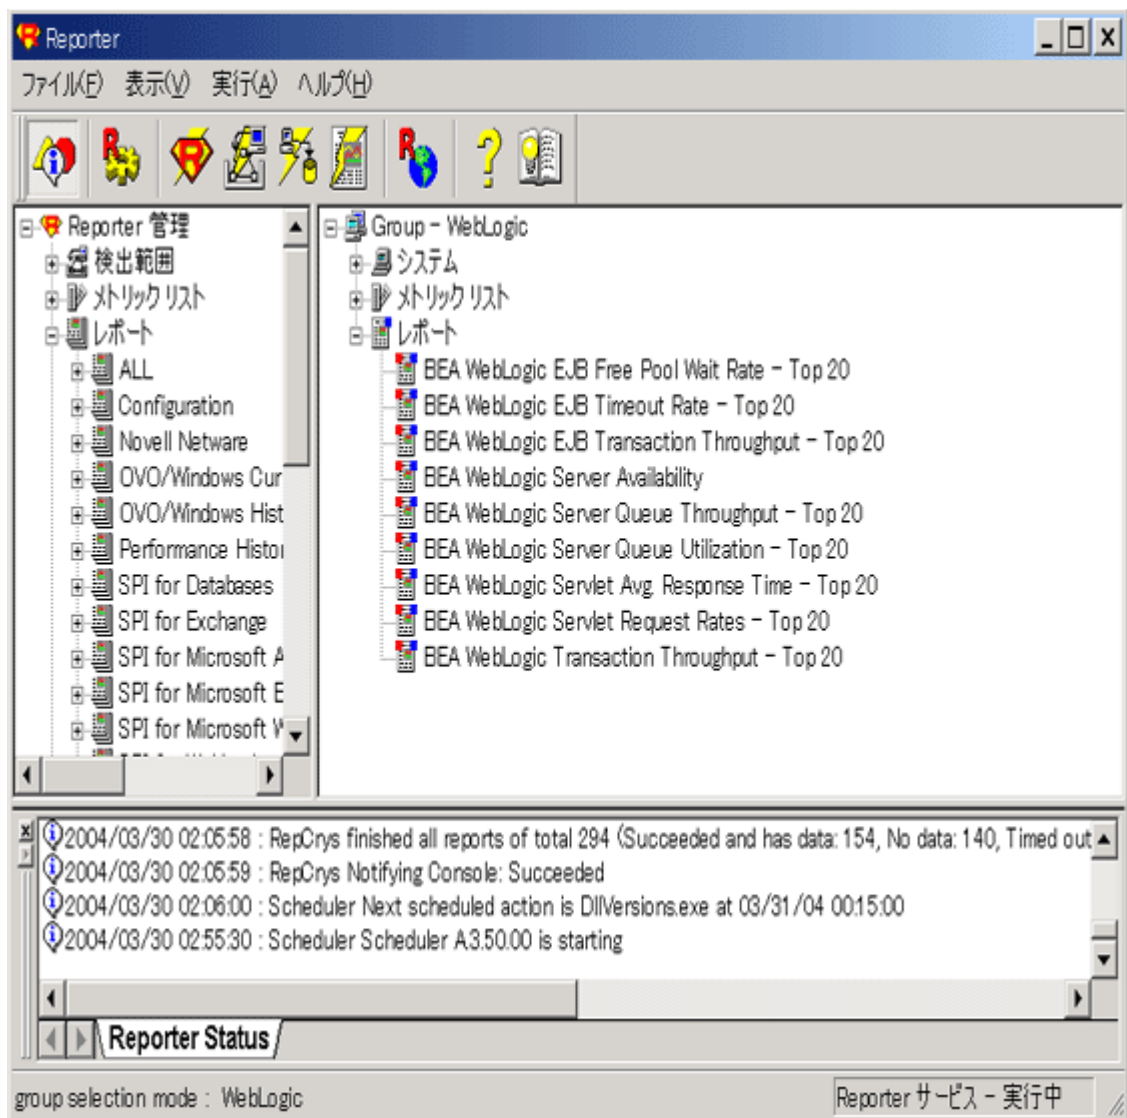 Reporter
ファイル(F) 表示(V) 実行(A) ヘルプ(H)
Reporter 管理
検出範囲
メトリック リスト
レポート
ALL
Configuration
Novell Netware
OVO/Windows Cur
OVO/Windows Hist
Performance Histor
SPI for Databases
SPI for Exchange
SPI for Microsoft A
SPI for Microsoft E
SPI for Microsoft W
Group - WebLogic
システム
メトリック リスト
レポート
BEA WebLogic EJB Free Pool Wait Rate - Top 20
BEA WebLogic EJB Timeout Rate - Top 20
BEA WebLogic EJB Transaction Throughput - Top 20
BEA WebLogic Server Availability
BEA WebLogic Server Queue Throughput - Top 20
BEA WebLogic Server Queue Utilization - Top 20
BEA WebLogic Servlet Avg. Response Time - Top 20
BEA WebLogic Servlet Request Rates - Top 20
BEA WebLogic Transaction Throughput - Top 20
2004/03/30 02:05:58 : RepCrys finished all reports of total 294 (Succeeded and has data: 154, No data: 140, Timed out
2004/03/30 02:05:59 : RepCrys Notifying Console: Succeeded
2004/03/30 02:06:00 : Scheduler Next scheduled action is DllVersions.exe at 03/31/04 00:15:00
2004/03/30 02:55:30 : Scheduler Scheduler A.3.50.00 is starting
Reporter Status
group selection mode : WebLogic
Reporter サービス - 実行中